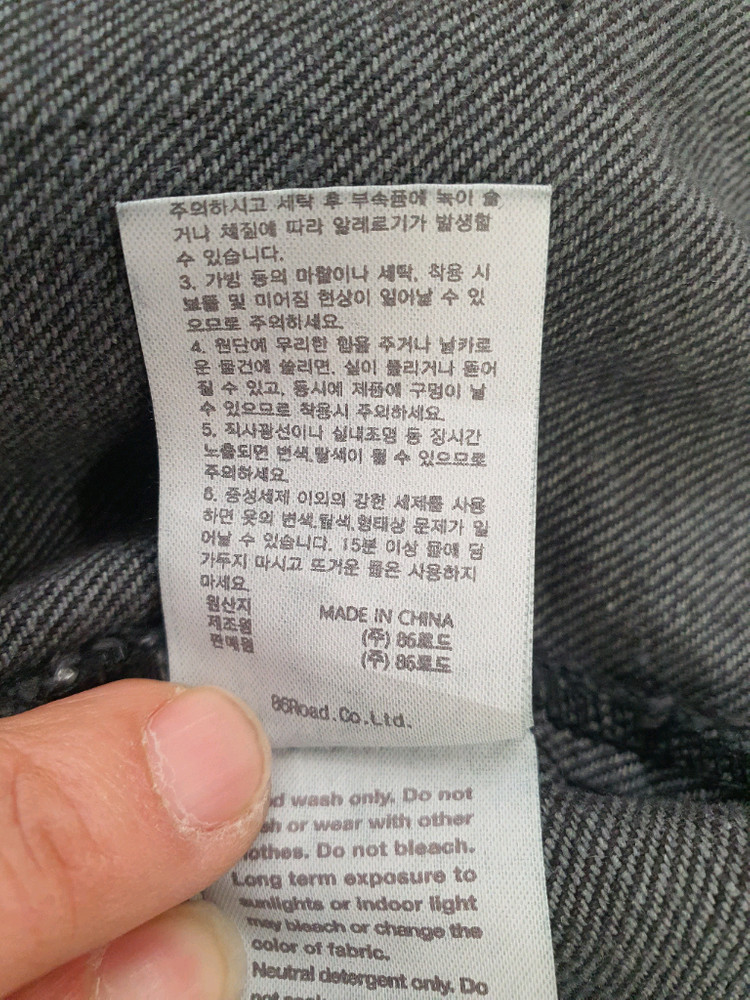 주의하시고 세탁 후 부속품에 녹이 슬
거나 체질에 따라 알레르기가 발생할
수 있습니다.
3. 가방 등의 마찰이나 세탁, 착용 시
보풀 및 미어짐 현상이 일어날 수 있
으므로 주의하세요.
4. 원단에 무리한 힘을 주거나 날카로
운 물건에 쓸리면, 실이 풀리거나 뜯어
질 수 있고, 동시에 제품에 구멍이 날
수 있으므로 착용시 주의하세요.
5. 직사광선이나 실내조명 등 장시간
노출되면 변색,탈색이 될 수 있으므로
주의하세요.
6. 중성세제 이외의 강한 세제를 사용
하면 옷의 변색,탈색,형태상 문제가 일
어날 수 있습니다. 15분 이상 물에 담
가두지 마시고 뜨거운 물은 사용하지
마세요.
원산지 MADE IN CHINA
제조원 (주) 86로드
판매원 (주) 86로드
86Road.Co.Ltd.
wash only. Do not
or wear with other
Do not bleach.
Long term exposure to
sunlights or indoor light
may bleach or change the
color of fabric.
Neutral detergent only. Do
not